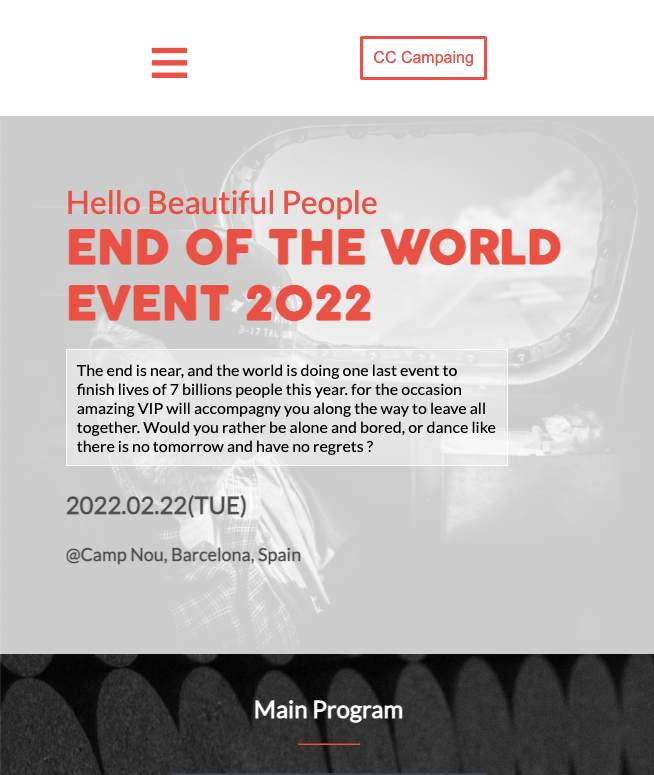 CC Campaing
Hello Beautiful People
END OF THE WORLD
EVENT 2022
The end is near, and the world is doing one last event to
finish lives of 7 billions people this year. for the occasion
amazing VIP will accompagny you along the way to leave all
together. Would you rather be alone and bored, or dance like
there is no tomorrow and have no regrets ?
2022.02.22(TUE)
@Camp Nou, Barcelona, Spain
Main Program